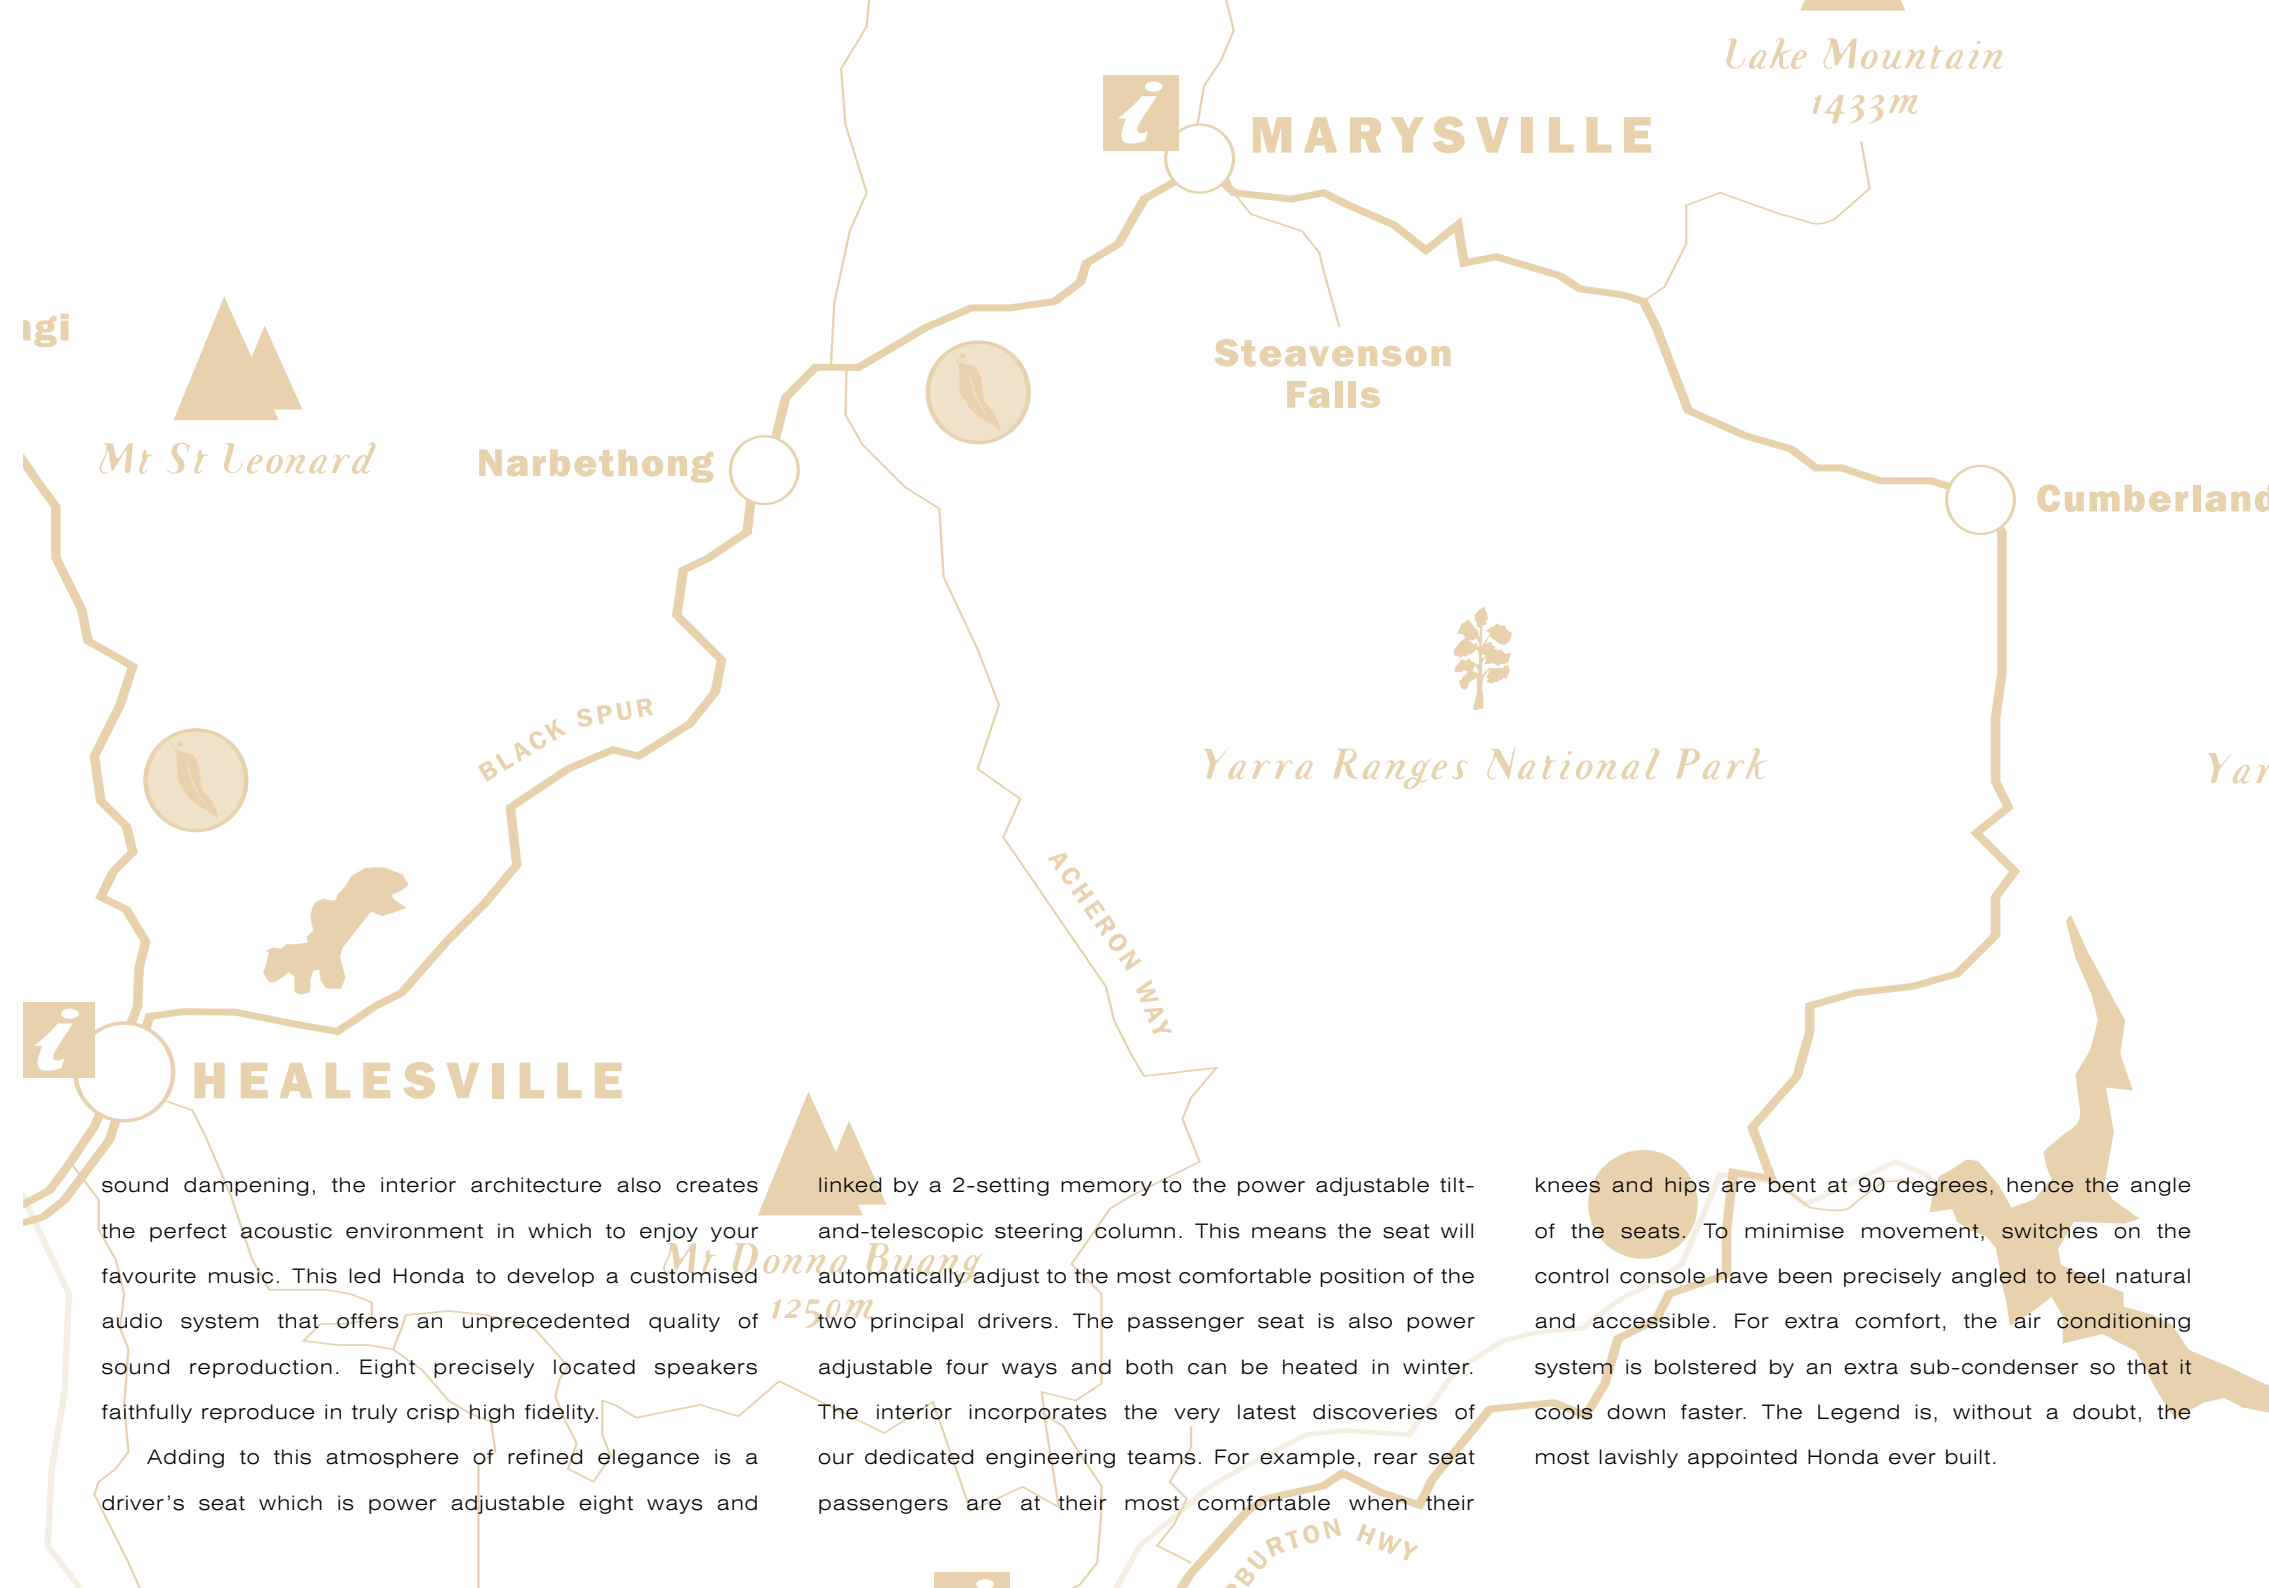 Lake Mountain
1433m
MARYSVILLE
Steavenson
Falls
Mt St Leonard
Narbethong
Cumberland
BLACK SPUR
Yarra Ranges National Park
ACHERON WAY
HEALESVILLE
Mt Donna Buang
1250m
sound dampening, the interior architecture also creates
the perfect acoustic environment in which to enjoy your
favourite music. This led Honda to develop a customised
audio system that offers an unprecedented quality of
sound reproduction. Eight precisely located speakers
faithfully reproduce in truly crisp high fidelity.
Adding to this atmosphere of refined elegance is a
driver's seat which is power adjustable eight ways and
linked by a 2-setting memory to the power adjustable tilt-
and-telescopic steering column. This means the seat will
automatically adjust to the most comfortable position of the
two principal drivers. The passenger seat is also power
adjustable four ways and both can be heated in winter.
The interior incorporates the very latest discoveries of
our dedicated engineering teams. For example, rear seat
passengers are at their most comfortable when their
knees and hips are bent at 90 degrees, hence the angle
of the seats. To minimise movement, switches on the
control console have been precisely angled to feel natural
and accessible. For extra comfort, the air conditioning
system is bolstered by an extra sub-condenser so that it
cools down faster. The Legend is, without a doubt, the
most lavishly appointed Honda ever built.
HWY